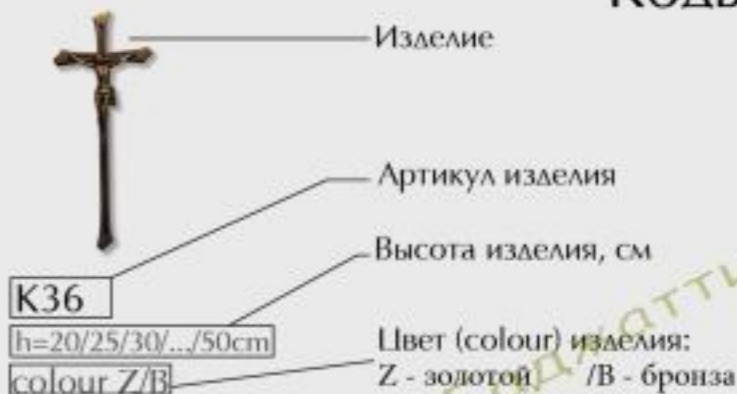 Изделие
Артикул изделия
Высота изделия, см
K36
h=20/25/30/.../50cm
Цвет (colour) изделия:
colour Z/B
Z - золотой /B - бронза